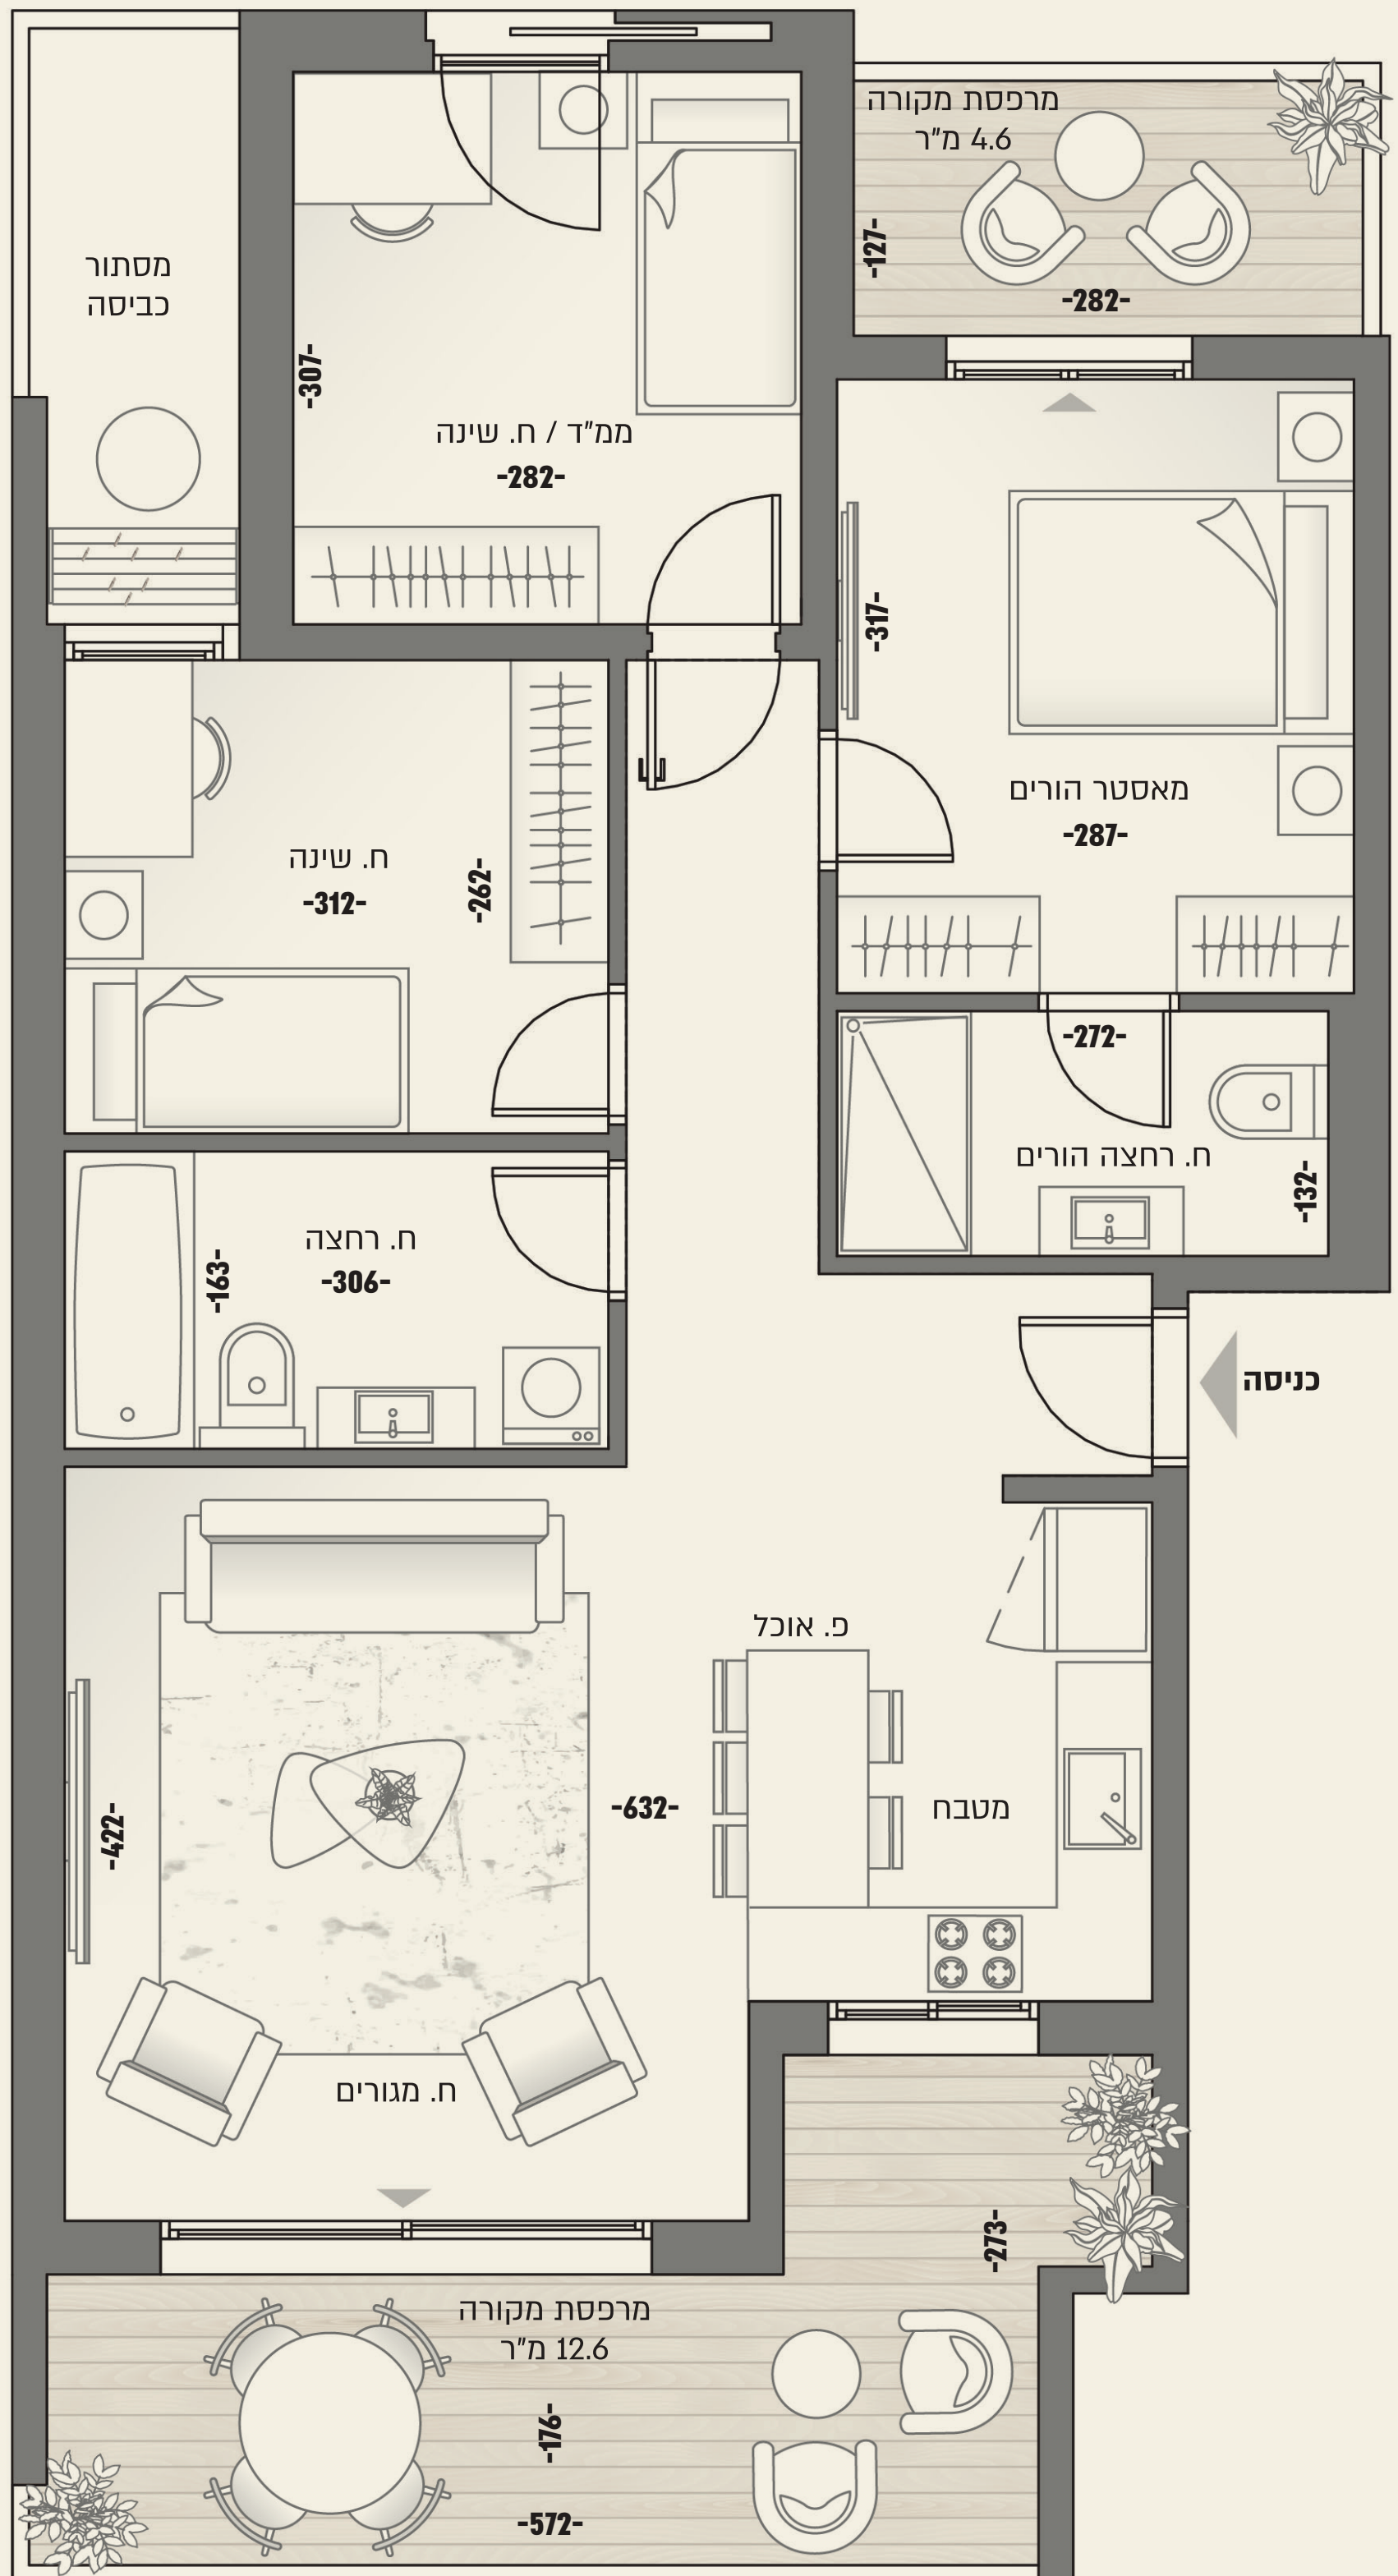 מרפסת מקורה
4.6 מ"ר
-127-
-282-
מסתור
כביסה
-307-
ממ"ד / ח. שינה
-282-
-317-
מאסטר הורים
-287-
ח. שינה
-312-
-262-
-272-
ח. רחצה הורים
-132-
ח. רחצה
-306-
-163-
כניסה
פ. אוכל
מטבח
-632-
-422-
ח. מגורים
-273-
מרפסת מקורה
12.6 מ"ר
-176-
-572-